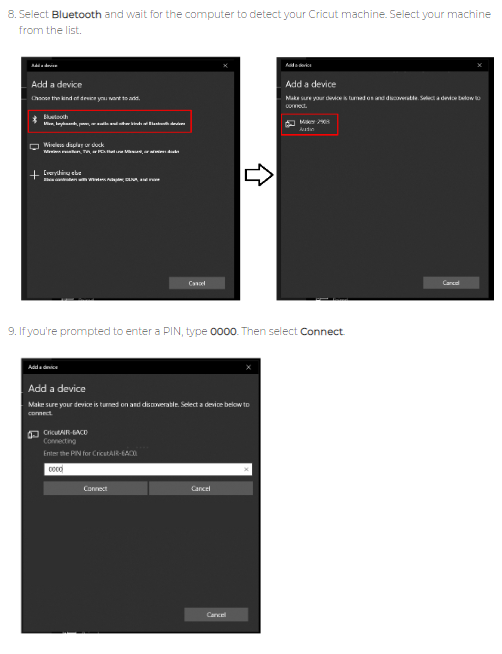 8. Select Bluetooth and wait for the computer to detect your Cricut machine. Select your machine
from the list.
Add a device
Add a device
Choose the kind of device you want to add.
Bluetooth
Mice, keyboards, pens, or audio and other kinds of Bluetooth devices
Wireless display or dock
Wireless monitors, TVs, or PCs that use Miracast, or wireless docks
Everything else
Xbox controllers with Wireless Adapter, DLNA, and more
Cancel
Add a device
Add a device
Make sure your device is turned on and discoverable. Select a device below to
connect.
Maker-2903
Audio
Cancel
9. If you're prompted to enter a PIN, type 0000. Then select Connect.
Add a device
Add a device
Make sure your device is turned on and discoverable. Select a device below to
connect.
CricutAIR-6ACD
Connecting
Enter the PIN for CricutAIR-6ACD.
0000
Connect
Cancel
Cancel